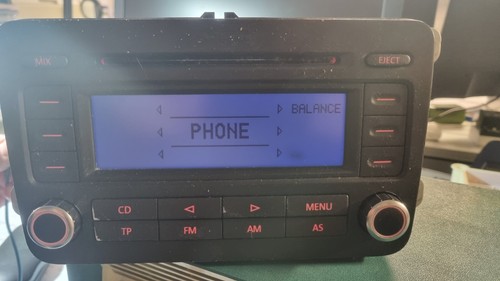 MIX
EJECT
BALANCE
PHONE
CD
MENU
TP
FM
AM
AS